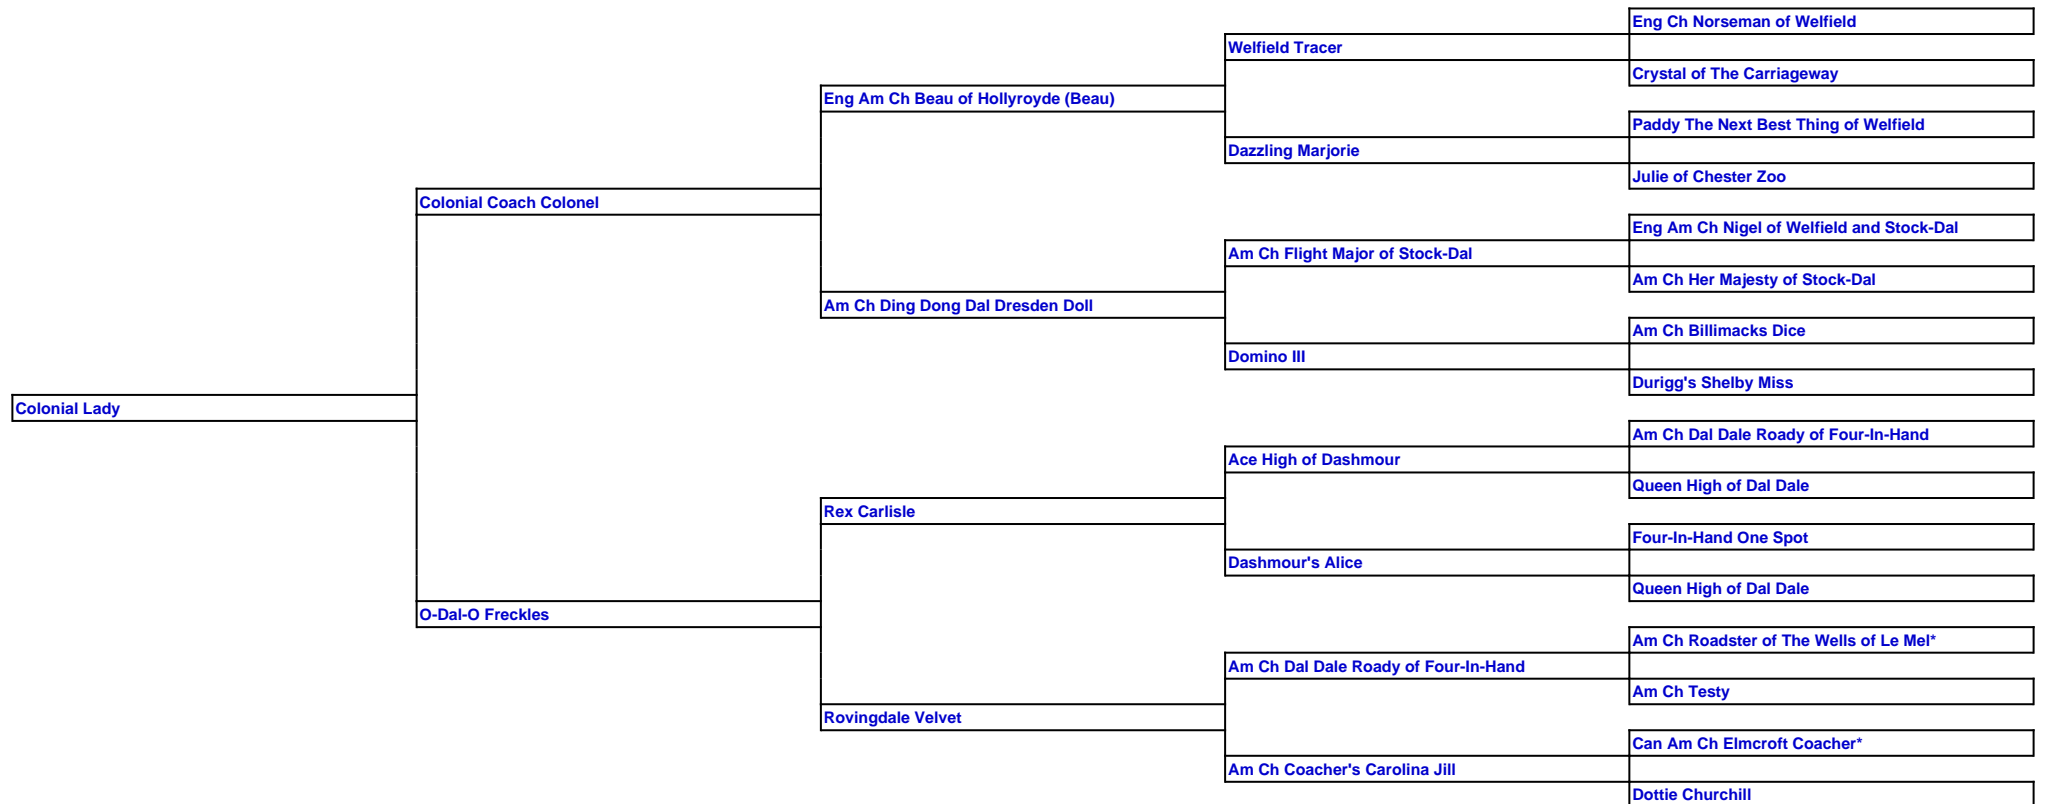 Eng Ch Norseman of Welfield
Welfield Tracer
Crystal of The Carriageway
Eng Am Ch Beau of Hollyroyde (Beau)
Paddy The Next Best Thing of Welfield
Dazzling Marjorie
Julie of Chester Zoo
Colonial Coach Colonel
Eng Am Ch Nigel of Welfield and Stock-Dal
Am Ch Flight Major of Stock-Dal
Am Ch Her Majesty of Stock-Dal
Am Ch Ding Dong Dal Dresden Doll
Am Ch Billimacks Dice
Domino III
Durigg's Shelby Miss
Colonial Lady
Am Ch Dal Dale Roady of Four-In-Hand
Ace High of Dashmour
Queen High of Dal Dale
Rex Carlisle
Four-In-Hand One Spot
Dashmour's Alice
Queen High of Dal Dale
O-Dal-O Freckles
Am Ch Roadster of The Wells of Le Mel*
Am Ch Dal Dale Roady of Four-In-Hand
Am Ch Testy
Rovingdale Velvet
Can Am Ch Elmcroft Coacher*
Am Ch Coacher's Carolina Jill
Dottie Churchill